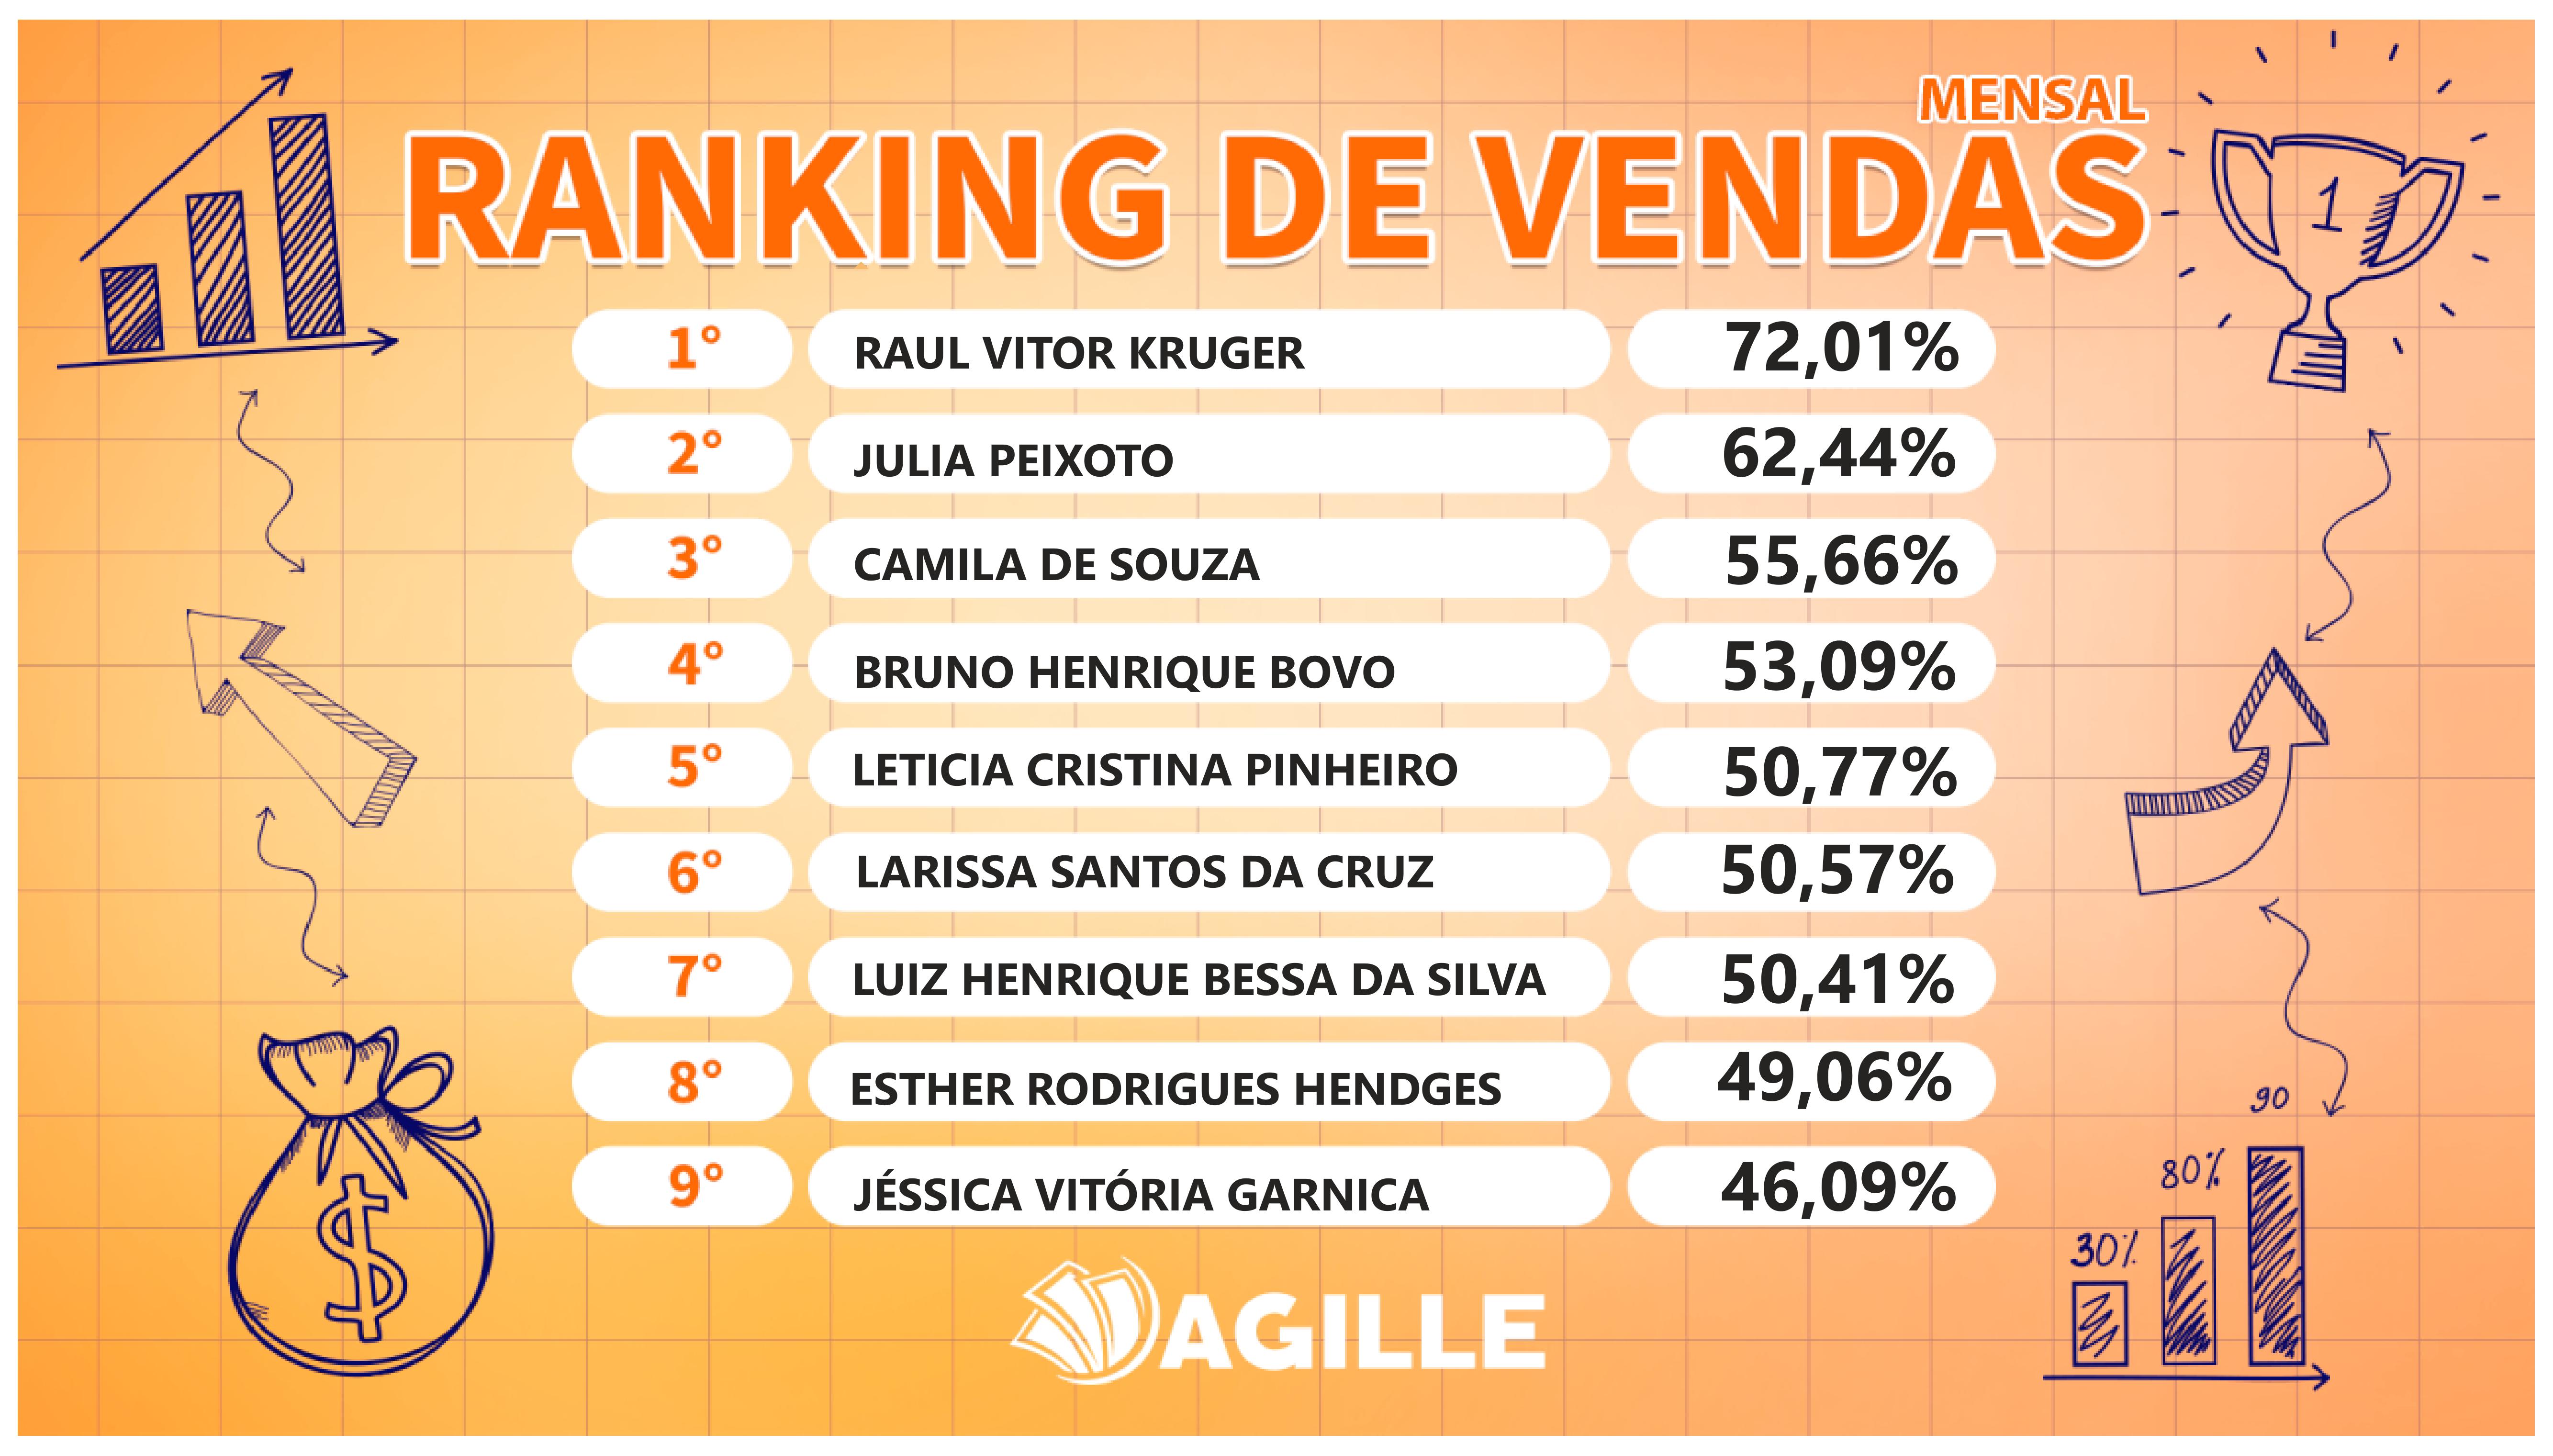 MENSAL
RANKING DE VENDAS
1
1° RAUL VITOR KRUGER 72,01%
2° JULIA PEIXOTO 62,44%
3° CAMILA DE SOUZA 55,66%
4° BRUNO HENRIQUE BOVO 53,09%
5° LETICIA CRISTINA PINHEIRO 50,77%
6° LARISSA SANTOS DA CRUZ 50,57%
7° LUIZ HENRIQUE BESSA DA SILVA 50,41%
8° ESTHER RODRIGUES HENDGES 49,06%
9° JÉSSICA VITÓRIA GARNICA 46,09%
$
90
80%
30%
AGILLE